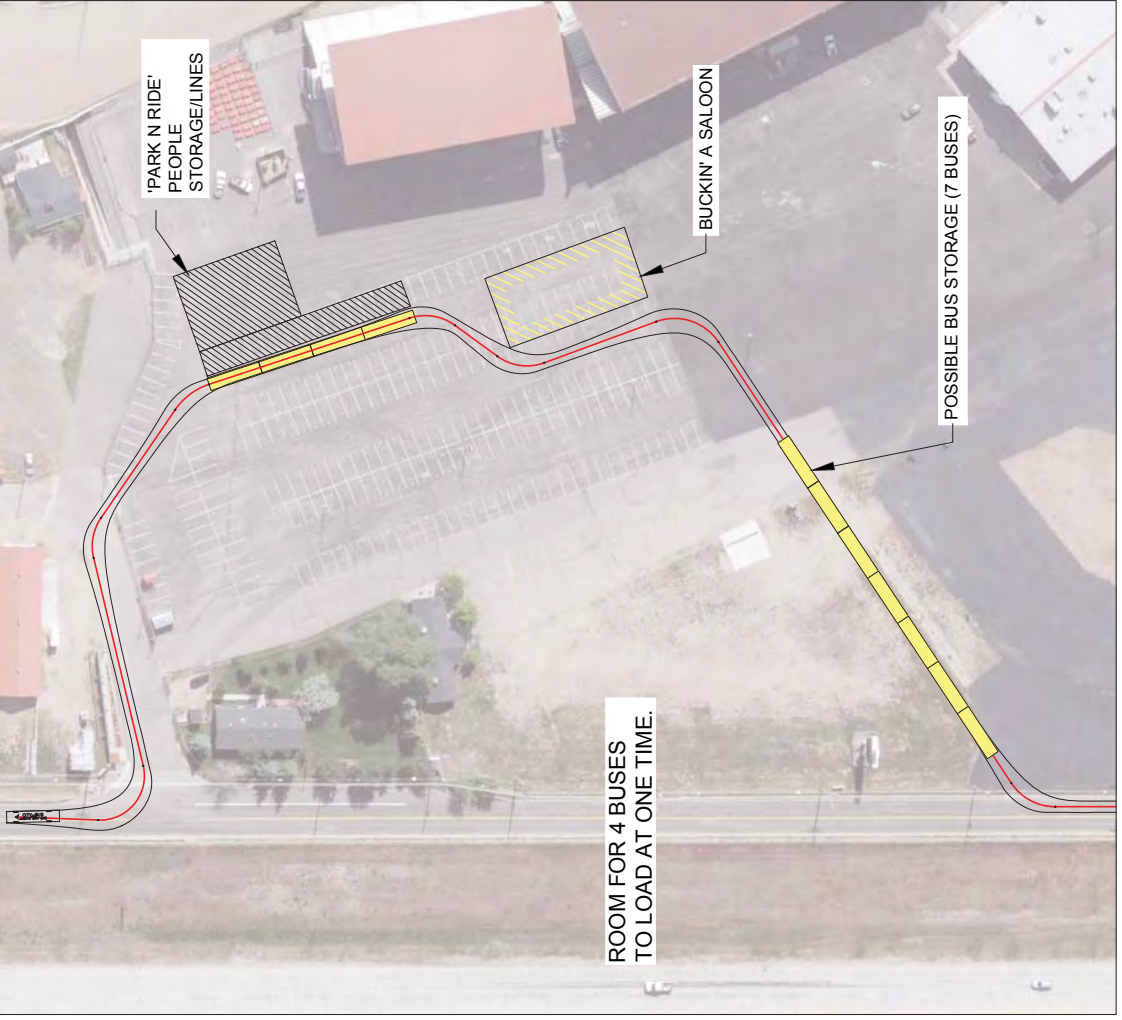 'PARK N RIDE'
PEOPLE
STORAGE/LINES
BUCKIN' A SALOON
POSSIBLE BUS STORAGE (7 BUSES)
ROOM FOR 4 BUSES
TO LOAD AT ONE TIME.